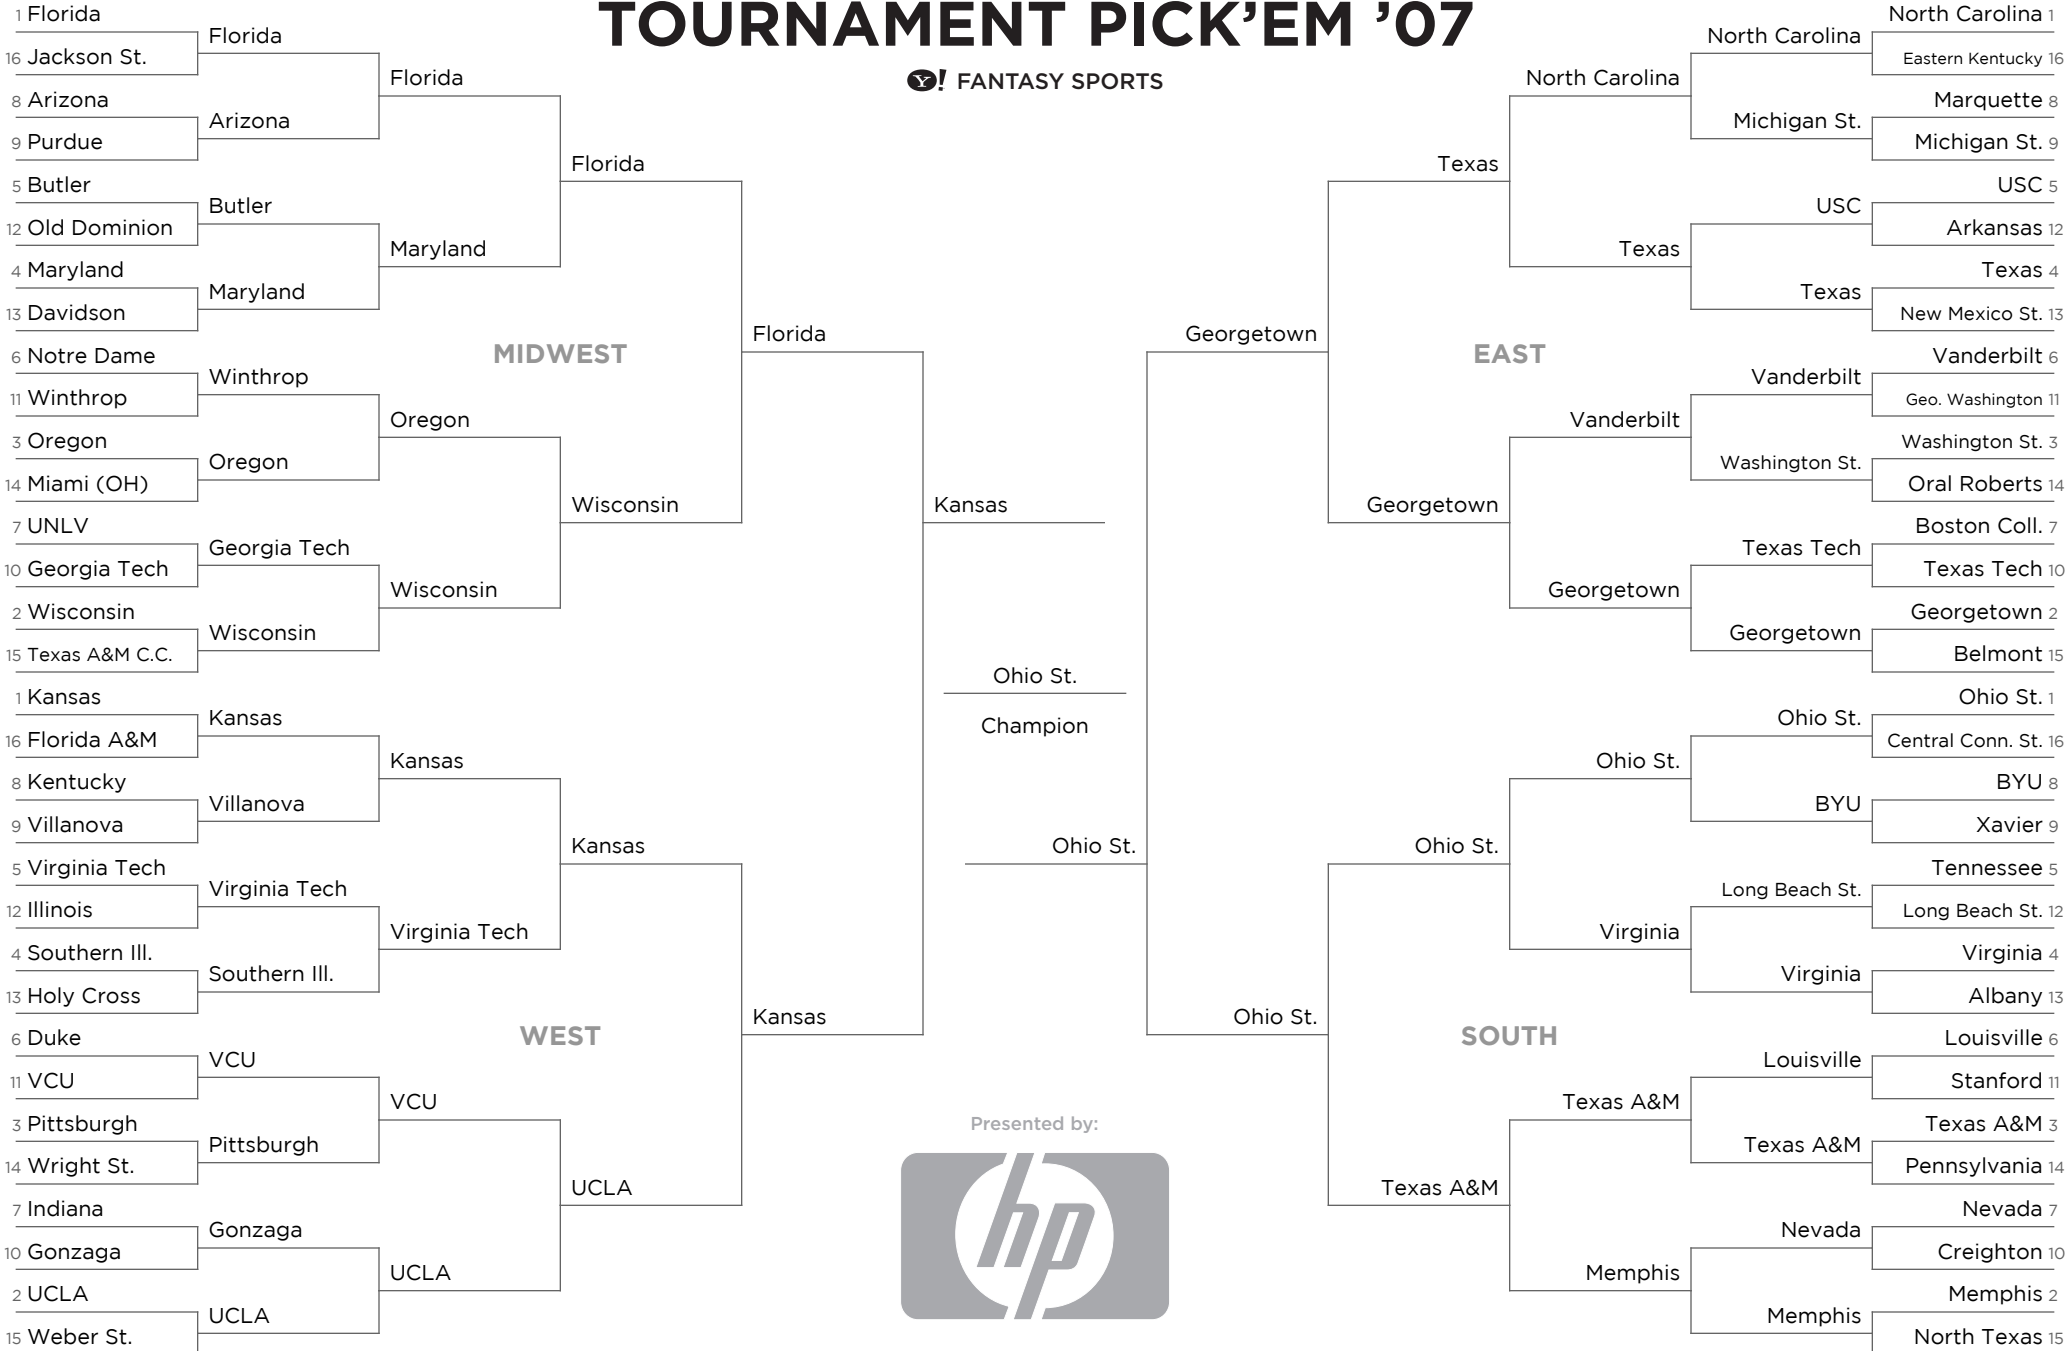 TOURNAMENT PICK'EM '07
Y! FANTASY SPORTS
1 Florida
16 Jackson St.
8 Arizona
9 Purdue
5 Butler
12 Old Dominion
4 Maryland
13 Davidson
6 Notre Dame
11 Winthrop
3 Oregon
14 Miami (OH)
7 UNLV
10 Georgia Tech
2 Wisconsin
15 Texas A&M C.C.
1 Kansas
16 Florida A&M
8 Kentucky
9 Villanova
5 Virginia Tech
12 Illinois
4 Southern Ill.
13 Holy Cross
6 Duke
11 VCU
3 Pittsburgh
14 Wright St.
7 Indiana
10 Gonzaga
2 UCLA
15 Weber St.
Florida
Arizona
Butler
Maryland
Winthrop
Oregon
Georgia Tech
Wisconsin
Kansas
Villanova
Virginia Tech
Southern Ill.
VCU
Pittsburgh
Gonzaga
UCLA
Florida
Maryland
Oregon
Wisconsin
Kansas
Virginia Tech
VCU
UCLA
MIDWEST
WEST
Florida
Wisconsin
Kansas
UCLA
Florida
Kansas
Kansas
Ohio St.
Champion
Ohio St.
Presented by:
hp
Georgetown
Ohio St.
Texas
Georgetown
Ohio St.
Texas A&M
EAST
SOUTH
North Carolina
Texas
Vanderbilt
Georgetown
Ohio St.
Virginia
Texas A&M
Memphis
North Carolina
Michigan St.
USC
Texas
Vanderbilt
Washington St.
Texas Tech
Georgetown
Ohio St.
BYU
Long Beach St.
Virginia
Louisville
Texas A&M
Nevada
Memphis
North Carolina 1
Eastern Kentucky 16
Marquette 8
Michigan St. 9
USC 5
Arkansas 12
Texas 4
New Mexico St. 13
Vanderbilt 6
Geo. Washington 11
Washington St. 3
Oral Roberts 14
Boston Coll. 7
Texas Tech 10
Georgetown 2
Belmont 15
Ohio St. 1
Central Conn. St. 16
BYU 8
Xavier 9
Tennessee 5
Long Beach St. 12
Virginia 4
Albany 13
Louisville 6
Stanford 11
Texas A&M 3
Pennsylvania 14
Nevada 7
Creighton 10
Memphis 2
North Texas 15